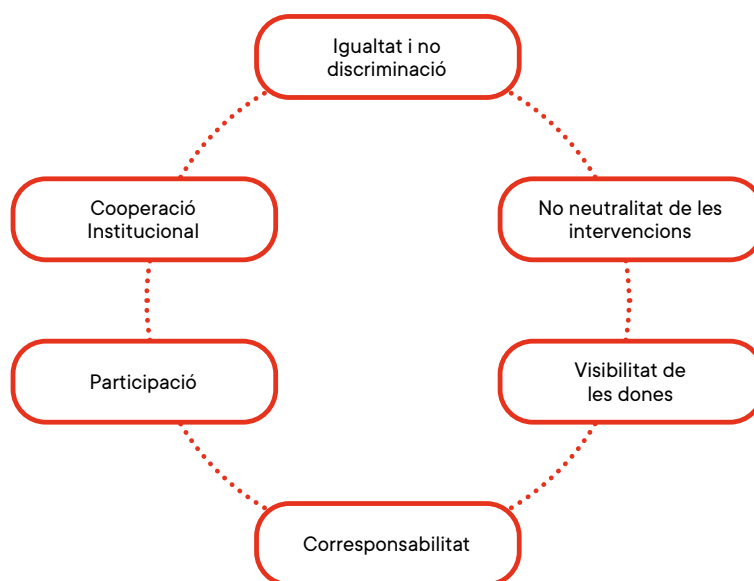 Igualtat i no
discriminació
Cooperació
Institucional
No neutralitat de les
intervencions
Participació
Visibilitat de
les dones
Corresponsabilitat